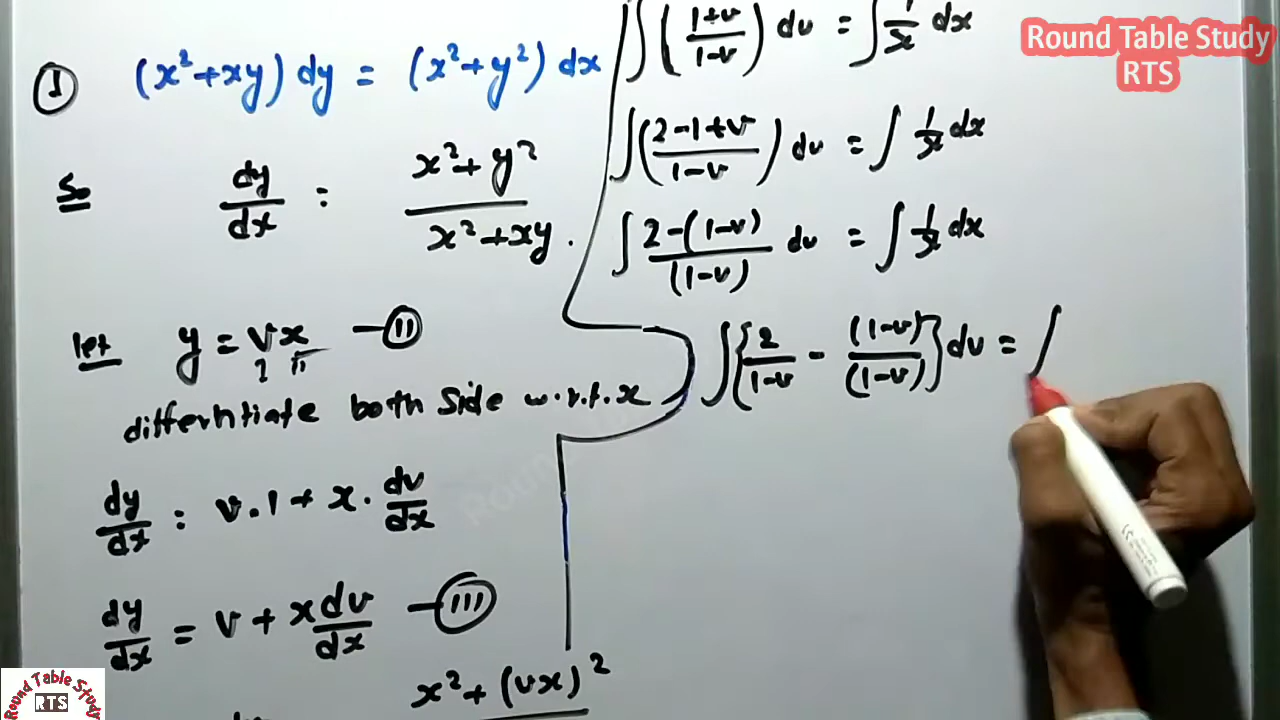 ① (x²+xy) dy = (x²+y²) dx
So dy/dx : x²+y² / x²+xy .
let y = vx — ⑪
differntiate both side w.r.t. x
dy/dx : v.1 + x. dv/dx
dy/dx = v + x dv/dx — ⑪I
x² + (vx)²
∫(1+v / 1-v) dv = ∫ 1/x dx
∫(2-1+v / 1-v) dv = ∫ 1/x dx
∫ 2-(1-v) / (1-v) dv = ∫ 1/x dx
∫{2 / 1-v - (1-v) / (1-v)} dv = ∫
Round Table Study
RTS
Round Table Study
RTS